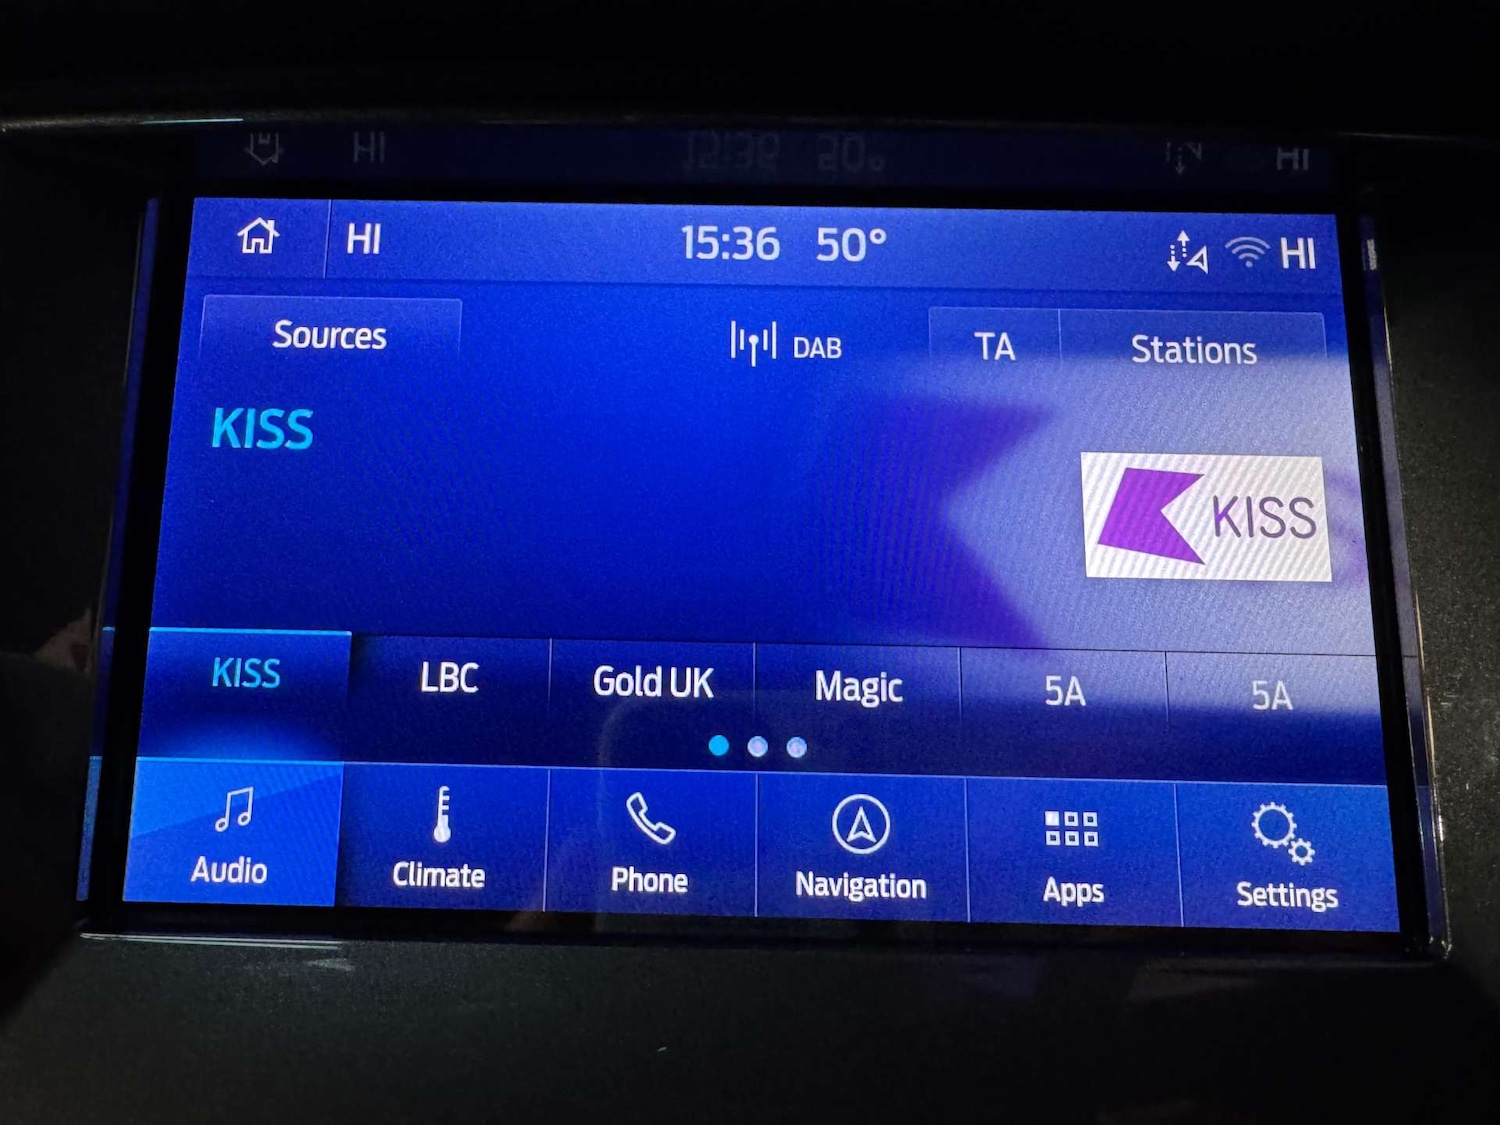 HI 15:36 50° HI
Sources DAB TA Stations
KISS
KISS
KISS LBC Gold UK Magic 5A 5A
Audio Climate Phone Navigation Apps Settings